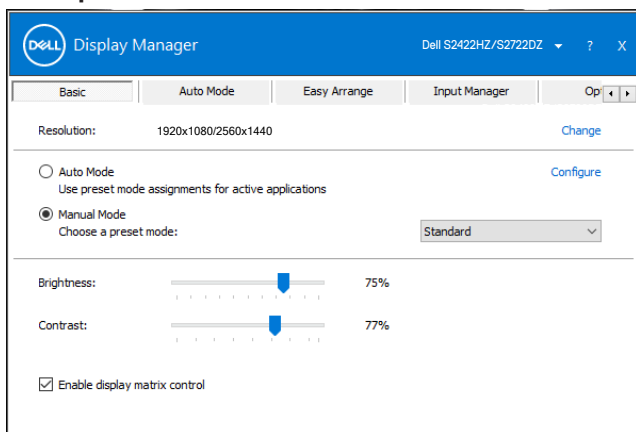 DELL Display Manager Dell S2422HZ/S2722DZ ? X
Basic Auto Mode Easy Arrange Input Manager Op
Resolution: 1920x1080/2560x1440 Change
Auto Mode Configure
Use preset mode assignments for active applications
Manual Mode
Choose a preset mode: Standard
Brightness: 75%
Contrast: 77%
Enable display matrix control